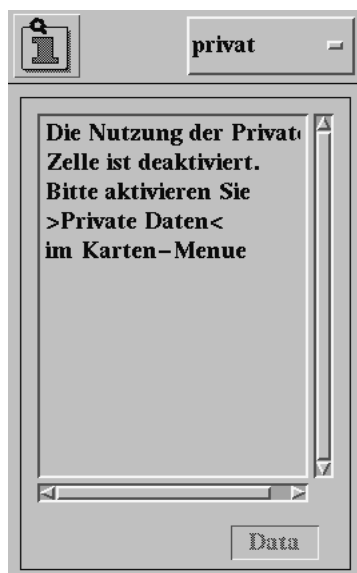 privat
Die Nutzung der Privat
Zelle ist deaktiviert.
Bitte aktivieren Sie
>Private Daten<
im Karten–Menue
Data